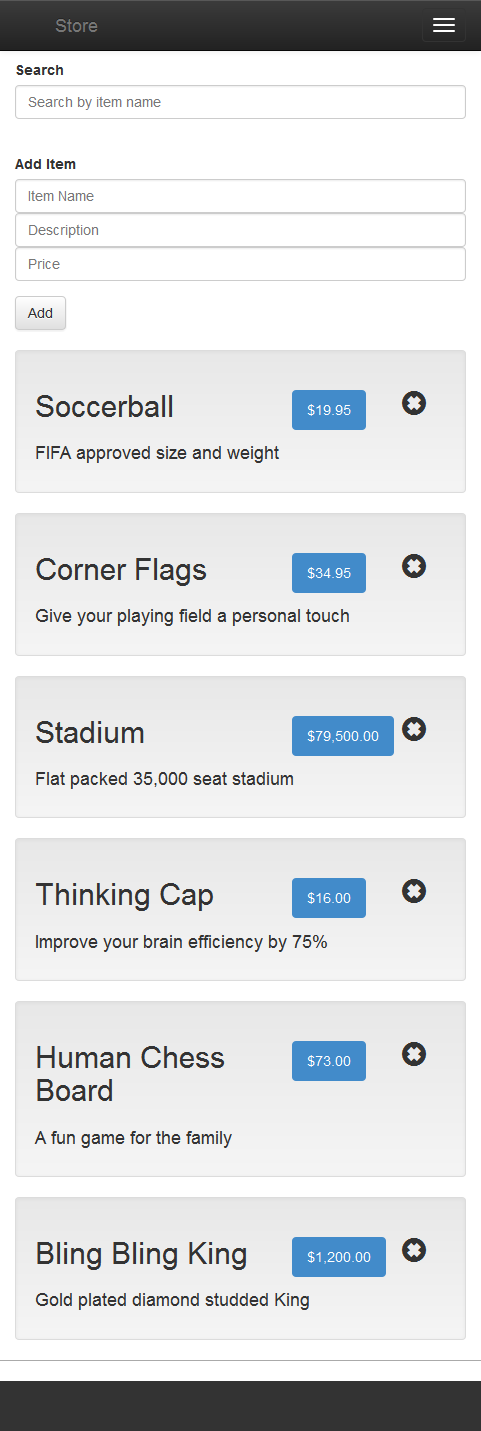 Store
Search
Search by item name
Add Item
Item Name
Description
Price
Add
Soccerball
$19.95
FIFA approved size and weight
Corner Flags
$34.95
Give your playing field a personal touch
Stadium
$79,500.00
Flat packed 35,000 seat stadium
Thinking Cap
$16.00
Improve your brain efficiency by 75%
Human Chess
Board
$73.00
A fun game for the family
Bling Bling King
$1,200.00
Gold plated diamond studded King